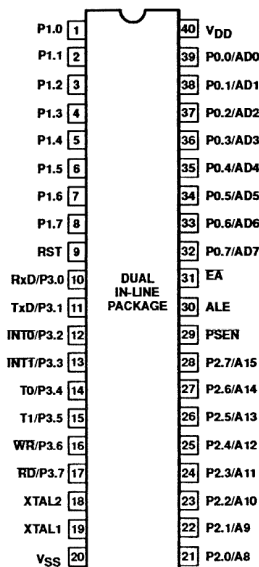 P1.0 1
P1.1 2
P1.2 3
P1.3 4
P1.4 5
P1.5 6
P1.6 7
P1.7 8
RST 9
RxD/P3.0 10
TxD/P3.1 11
INT0/P3.2 12
INT1/P3.3 13
T0/P3.4 14
T1/P3.5 15
WR/P3.6 16
RD/P3.7 17
XTAL2 18
XTAL1 19
VSS 20
DUAL
IN-LINE
PACKAGE
40 VDD
39 P0.0/AD0
38 P0.1/AD1
37 P0.2/AD2
36 P0.3/AD3
35 P0.4/AD4
34 P0.5/AD5
33 P0.6/AD6
32 P0.7/AD7
31 EA
30 ALE
29 PSEN
28 P2.7/A15
27 P2.6/A14
26 P2.5/A13
25 P2.4/A12
24 P2.3/A11
23 P2.2/A10
22 P2.1/A9
21 P2.0/A8